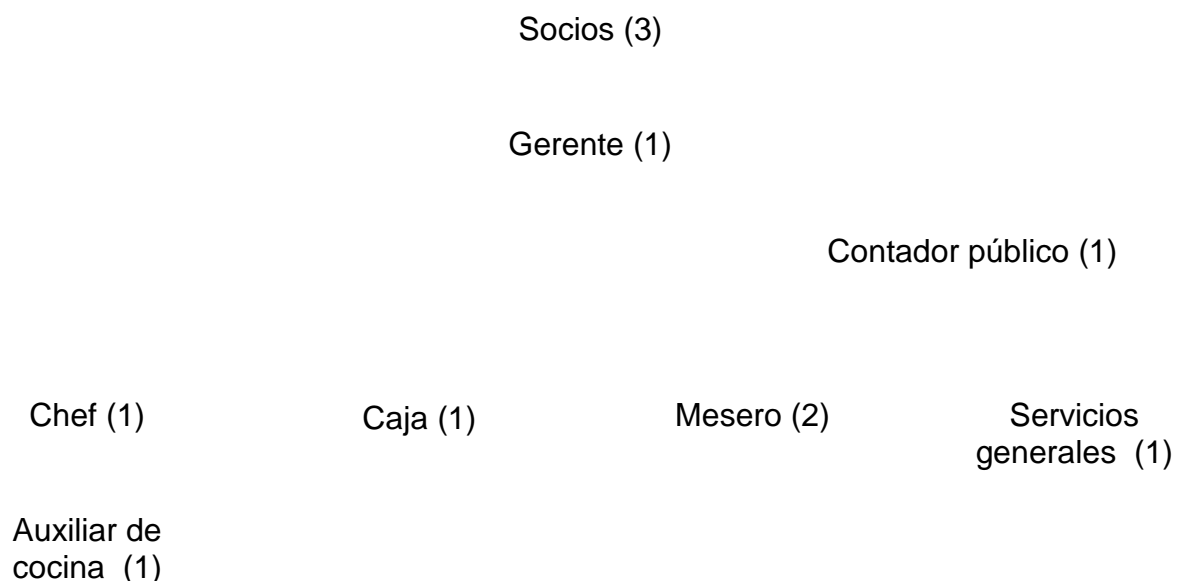 Socios (3)
Gerente (1)
Contador público (1)
Chef (1)
Caja (1)
Mesero (2)
Servicios
generales (1)
Auxiliar de
cocina (1)